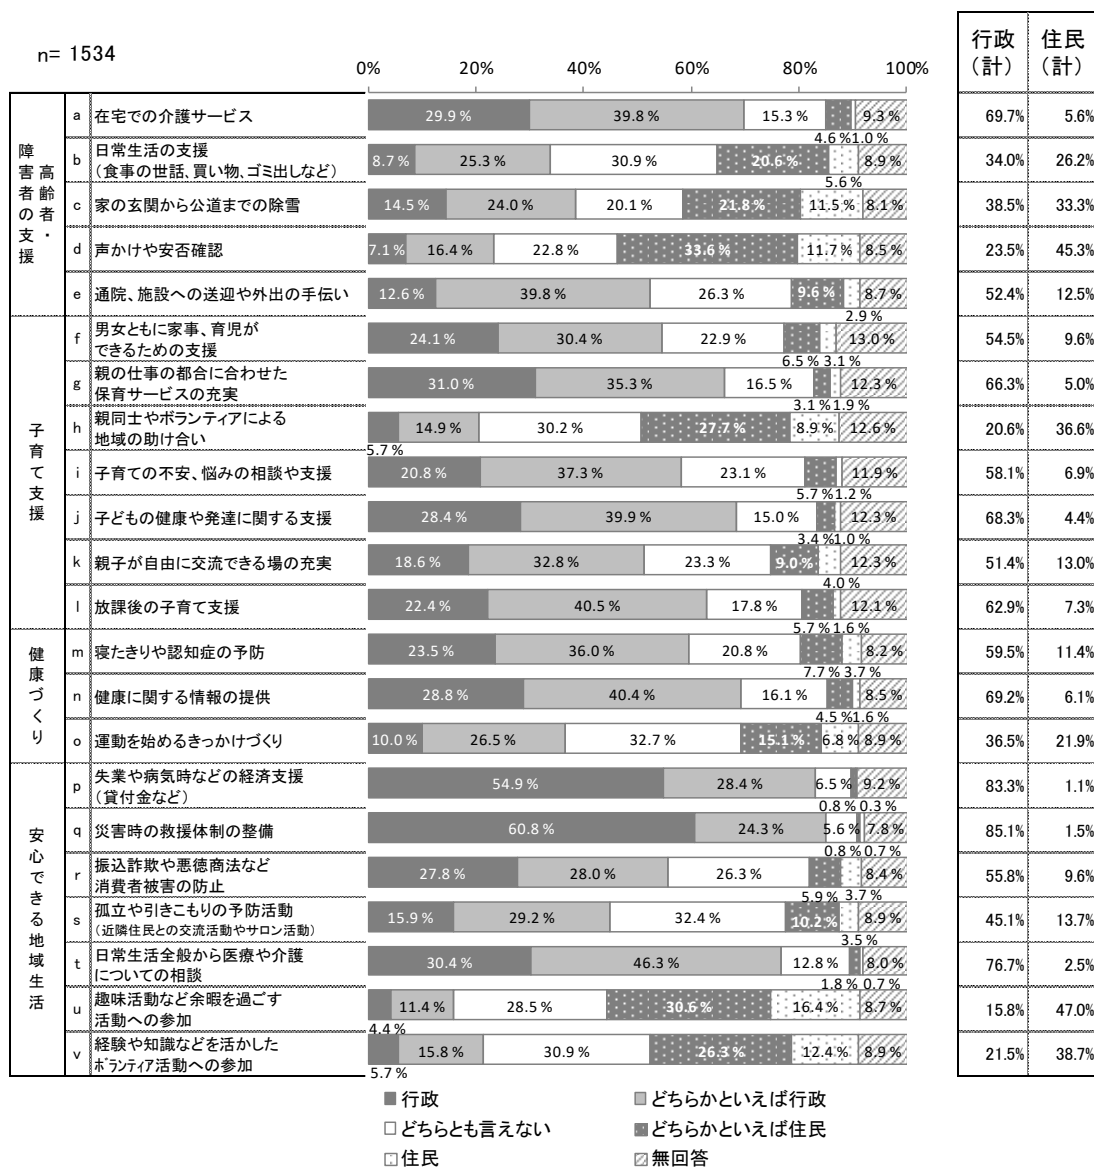 n= 1534
0% 20% 40% 60% 80% 100%
行政（計） 住民（計）
高齢者・障害者の支援
a 在宅での介護サービス 29.9% 39.8% 15.3% 4.6% 1.0% 9.3% 69.7% 5.6%
b 日常生活の支援
（食事の世話、買い物、ゴミ出しなど） 8.7% 25.3% 30.9% 20.6% 5.6% 8.9% 34.0% 26.2%
c 家の玄関から公道までの除雪 14.5% 24.0% 20.1% 21.8% 11.5% 8.1% 38.5% 33.3%
d 声かけや安否確認 7.1% 16.4% 22.8% 33.6% 11.7% 8.5% 23.5% 45.3%
e 通院、施設への送迎や外出の手伝い 12.6% 39.8% 26.3% 9.6% 2.9% 8.7% 52.4% 12.5%
子育て支援
f 男女ともに家事、育児が
できるための支援 24.1% 30.4% 22.9% 6.5% 3.1% 13.0% 54.5% 9.6%
g 親の仕事の都合に合わせた
保育サービスの充実 31.0% 35.3% 16.5% 3.1% 1.9% 12.3% 66.3% 5.0%
h 親同士やボランティアによる
地域の助け合い 5.7% 14.9% 30.2% 27.7% 8.9% 12.6% 20.6% 36.6%
i 子育ての不安、悩みの相談や支援 20.8% 37.3% 23.1% 5.7% 1.2% 11.9% 58.1% 6.9%
j 子どもの健康や発達に関する支援 28.4% 39.9% 15.0% 3.4% 1.0% 12.3% 68.3% 4.4%
k 親子が自由に交流できる場の充実 18.6% 32.8% 23.3% 9.0% 4.0% 12.3% 51.4% 13.0%
l 放課後の子育て支援 22.4% 40.5% 17.8% 5.7% 1.6% 12.1% 62.9% 7.3%
健康づくり
m 寝たきりや認知症の予防 23.5% 36.0% 20.8% 7.7% 3.7% 8.2% 59.5% 11.4%
n 健康に関する情報の提供 28.8% 40.4% 16.1% 4.5% 1.6% 8.5% 69.2% 6.1%
o 運動を始めるきっかけづくり 10.0% 26.5% 32.7% 15.1% 6.8% 8.9% 36.5% 21.9%
安心できる地域生活
p 失業や病気時などの経済支援
（貸付金など） 54.9% 28.4% 6.5% 0.8% 0.3% 9.2% 83.3% 1.1%
q 災害時の救援体制の整備 60.8% 24.3% 5.6% 0.8% 0.7% 7.8% 85.1% 1.5%
r 振込詐欺や悪徳商法など
消費者被害の防止 27.8% 28.0% 26.3% 5.9% 3.7% 8.4% 55.8% 9.6%
s 孤立や引きこもりの予防活動
（近隣住民との交流活動やサロン活動） 15.9% 29.2% 32.4% 10.2% 3.5% 8.9% 45.1% 13.7%
t 日常生活全般から医療や介護
についての相談 30.4% 46.3% 12.8% 1.8% 0.7% 8.0% 76.7% 2.5%
u 趣味活動など余暇を過ごす
活動への参加 4.4% 11.4% 28.5% 30.6% 16.4% 8.7% 15.8% 47.0%
v 経験や知識などを活かした
ボランティア活動への参加 5.7% 15.8% 30.9% 26.3% 12.4% 8.9% 21.5% 38.7%
行政 どちらかといえば行政
どちらとも言えない どちらかといえば住民
住民 無回答